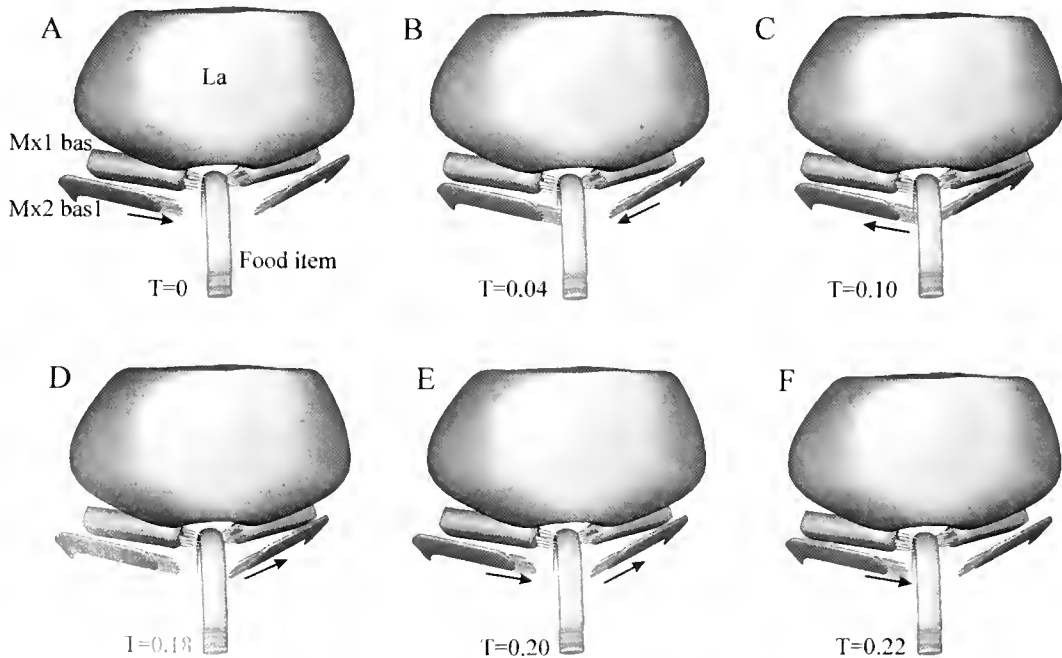 A
B
C
La
Mx1 bas
Mx2 bas1
Food item
T=0
T=0.04
T=0.10
D
E
F
T=0.18
T=0.20
T=0.22